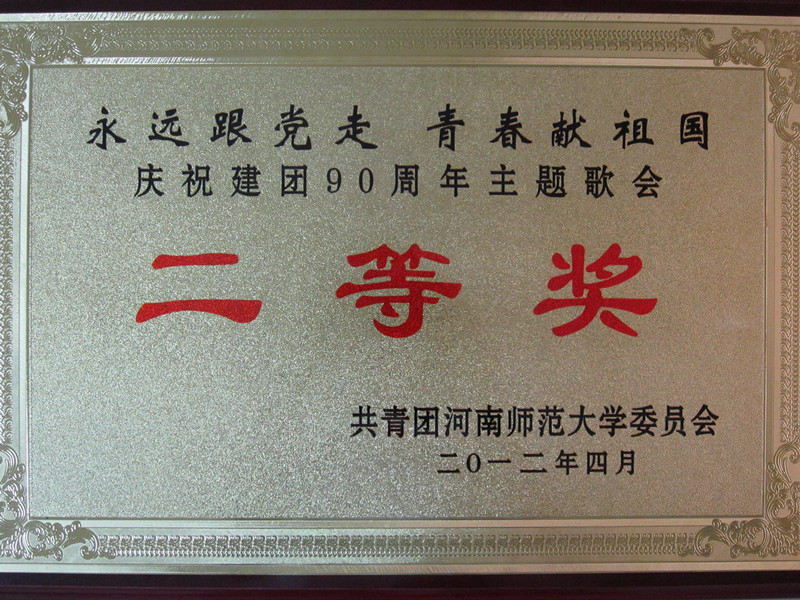 永远跟党走 青春献祖国
庆祝建团90周年主题歌会
二等奖
共青团河南师范大学委员会
二O一二年四月